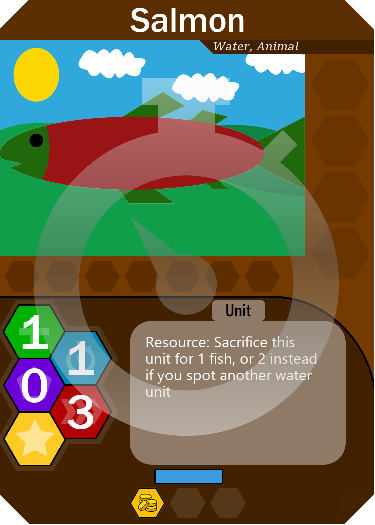 Salmon
Water, Animal
Unit
1
1
0
3
Resource: Sacrifice this
unit for 1 fish, or 2 instead
if you spot another water
unit